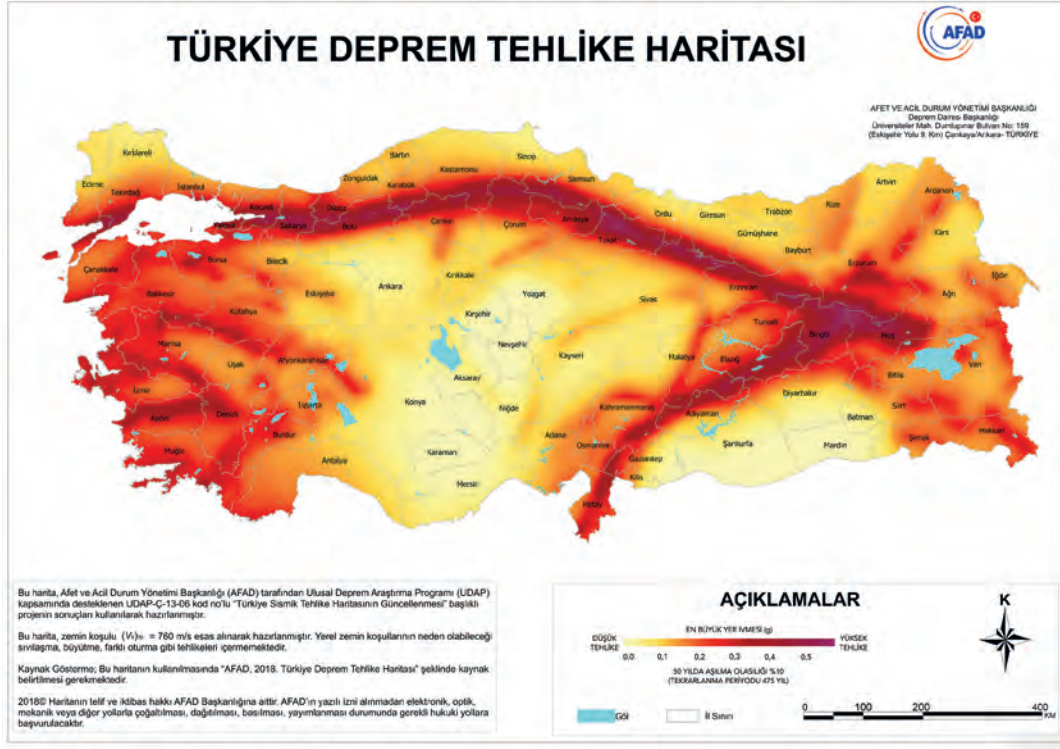 TÜRKİYE DEPREM TEHLİKE HARİTASI
AFAD
AFET VE ACİL DURUM YÖNETİMİ BAŞKANLIĞI
Deprem Dairesi Başkanlığı
Üniversiteler Mah. Dumlupınar Bulvarı No: 159
(Eskişehir Yolu 9. Km) Çankaya/Ankara- TÜRKİYE
Kırklareli
Edirne
Tekirdağ
İstanbul
Kocaeli
Yalova
Sakarya
Düzce
Bolu
Zonguldak
Bartın
Karabük
Kastamonu
Sinop
Çankırı
Çorum
Samsun
Amasya
Tokat
Ordu
Giresun
Trabzon
Rize
Artvin
Ardahan
Kars
Gümüşhane
Bayburt
Erzurum
Erzincan
Iğdır
Ağrı
Çanakkale
Bursa
Bilecik
Balıkesir
Kütahya
Eskişehir
Ankara
Kırıkkale
Yozgat
Sivas
Kırşehir
Nevşehir
Kayseri
Tunceli
Bingöl
Muş
Malatya
Elazığ
Bitlis
Van
Manisa
Uşak
Afyonkarahisar
İzmir
Aydın
Denizli
Isparta
Burdur
Muğla
Antalya
Konya
Aksaray
Niğde
Karaman
Mersin
Adana
Osmaniye
Kahramanmaraş
Adıyaman
Gaziantep
Kilis
Hatay
Şanlıurfa
Diyarbakır
Batman
Mardin
Siirt
Şırnak
Hakkari
Bu harita, Afet ve Acil Durum Yönetimi Başkanlığı (AFAD) tarafından Ulusal Deprem Araştırma Programı (UDAP)
kapsamında desteklenen UDAP-Ç-13-06 kod no'lu "Türkiye Sismik Tehlike Haritasının Güncellenmesi" başlıklı
projenin sonuçları kullanılarak hazırlanmıştır.
Bu harita, zemin koşulu (Vs)30 = 760 m/s esas alınarak hazırlanmıştır. Yerel zemin koşullarının neden olabileceği
sıvılaşma, büyütme, farklı oturma gibi tehlikeleri içermemektedir.
Kaynak Gösterme; Bu haritanın kullanılmasında "AFAD, 2018. Türkiye Deprem Tehlike Haritası" şeklinde kaynak
belirtilmesi gerekmektedir.
2018© Haritanın telif ve iktibas hakkı AFAD Başkanlığına aittir. AFAD'ın yazılı izni alınmadan elektronik, optik,
mekanik veya diğer yollarla çoğaltılması, dağıtılması, basılması, yayımlanması durumunda gerekli hukuki yollara
başvurulacaktır.
AÇIKLAMALAR
EN BÜYÜK YER İVMESİ (g)
DÜŞÜK
TEHLİKE
YÜKSEK
TEHLİKE
0,0 0,1 0,2 0,3 0,4 0,5
50 YILDA AŞILMA OLASILIĞI %10
(TEKRARLANMA PERİYODU 475 YIL)
Göl
İl Sınırı
K
0 100 200 400
KM